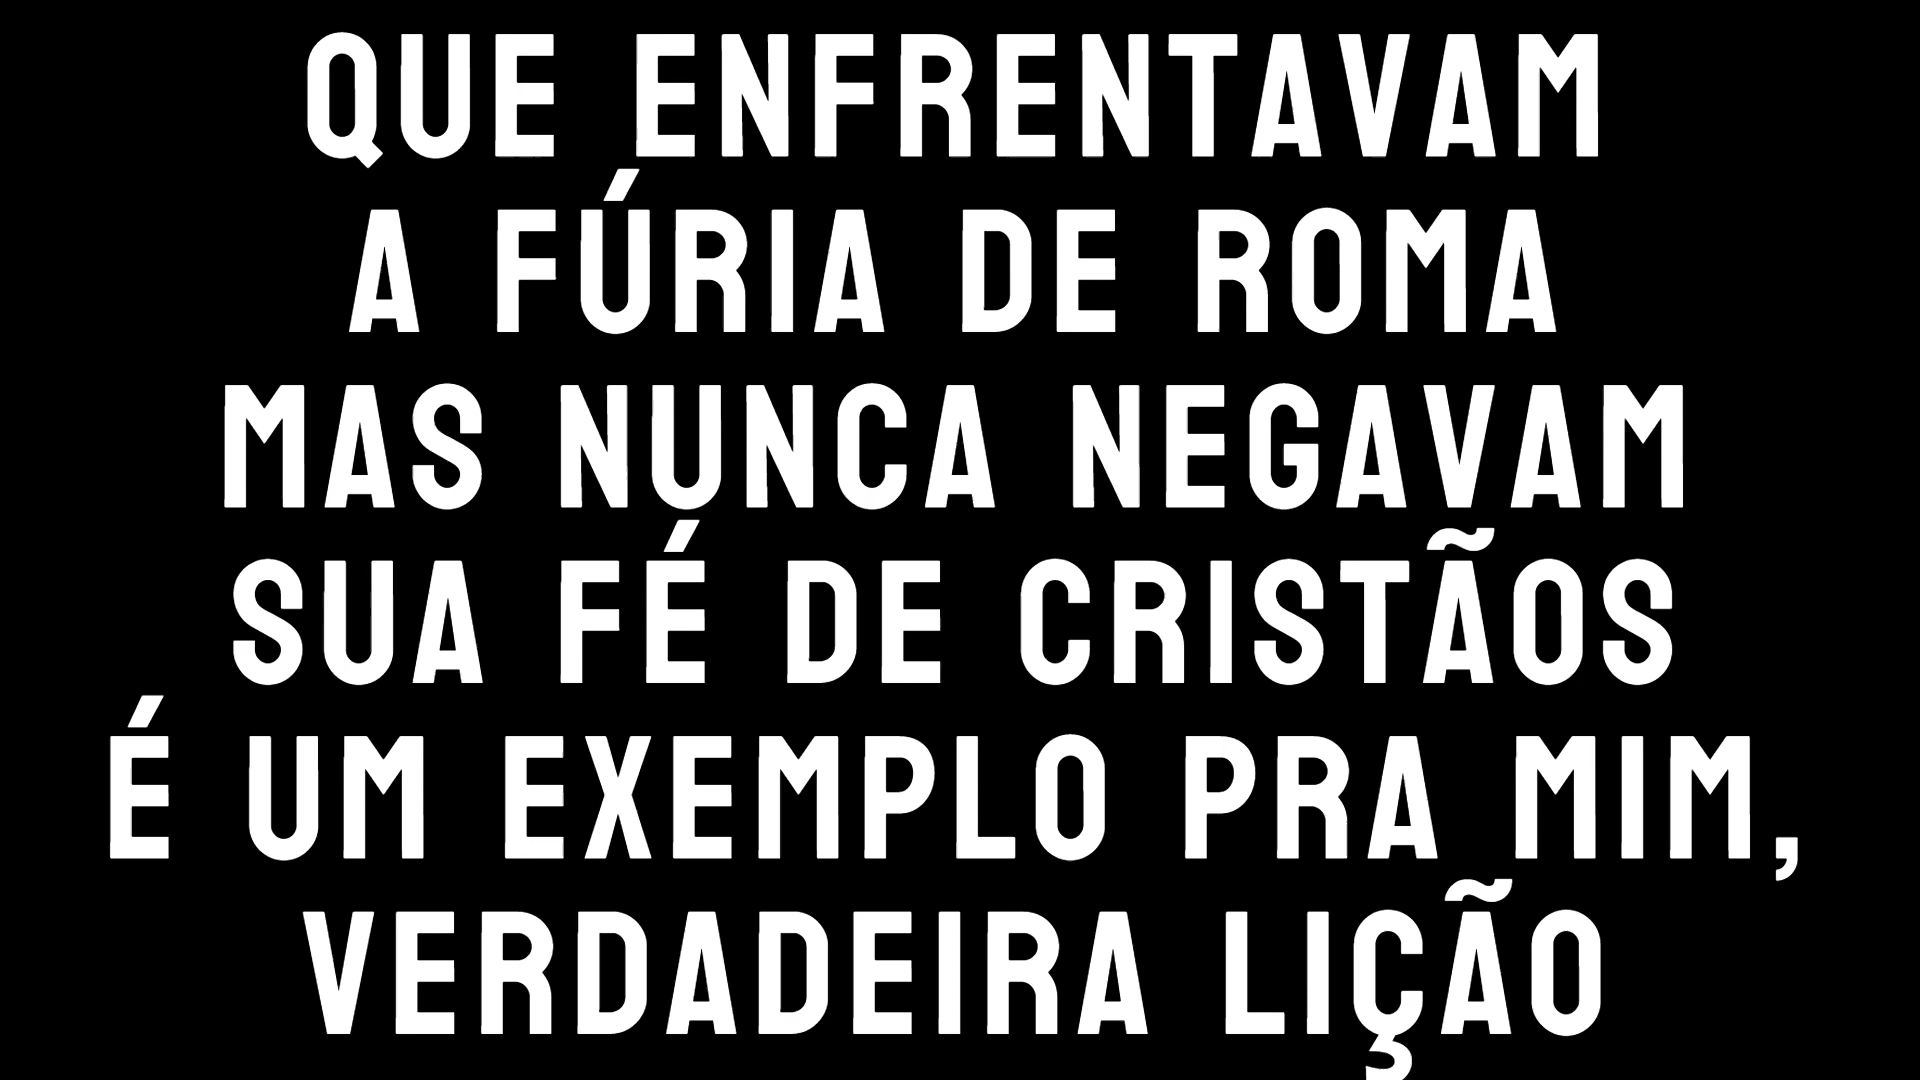 QUE ENFRENTAVAM
A FÚRIA DE ROMA
MAS NUNCA NEGAVAM
SUA FÉ DE CRISTÃOS
É UM EXEMPLO PRA MIM,
VERDADEIRA LIÇÃO